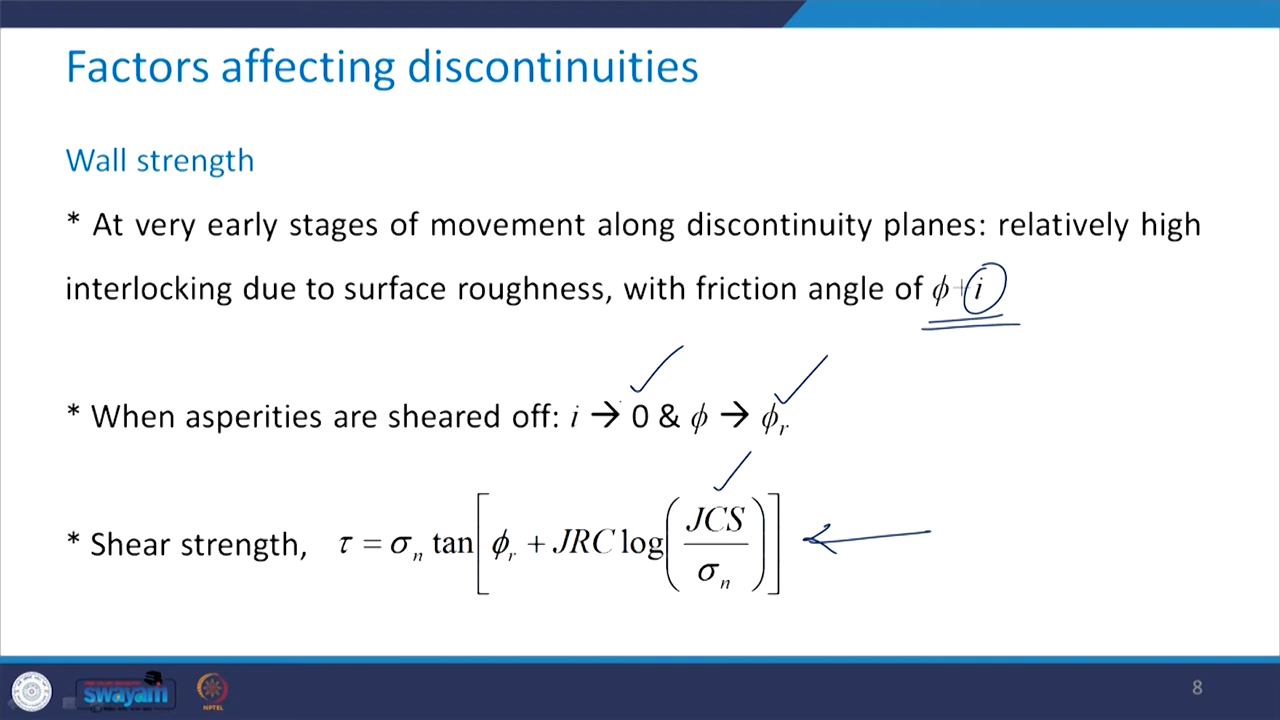 Factors affecting discontinuities
Wall strength
* At very early stages of movement along discontinuity planes: relatively high
interlocking due to surface roughness, with friction angle of ϕ+i
* When asperities are sheared off: i → 0 & ϕ → ϕr
* Shear strength, τ = σn tan[ϕr + JRC log(JCS/σn)]
swayam
NPTEL
8